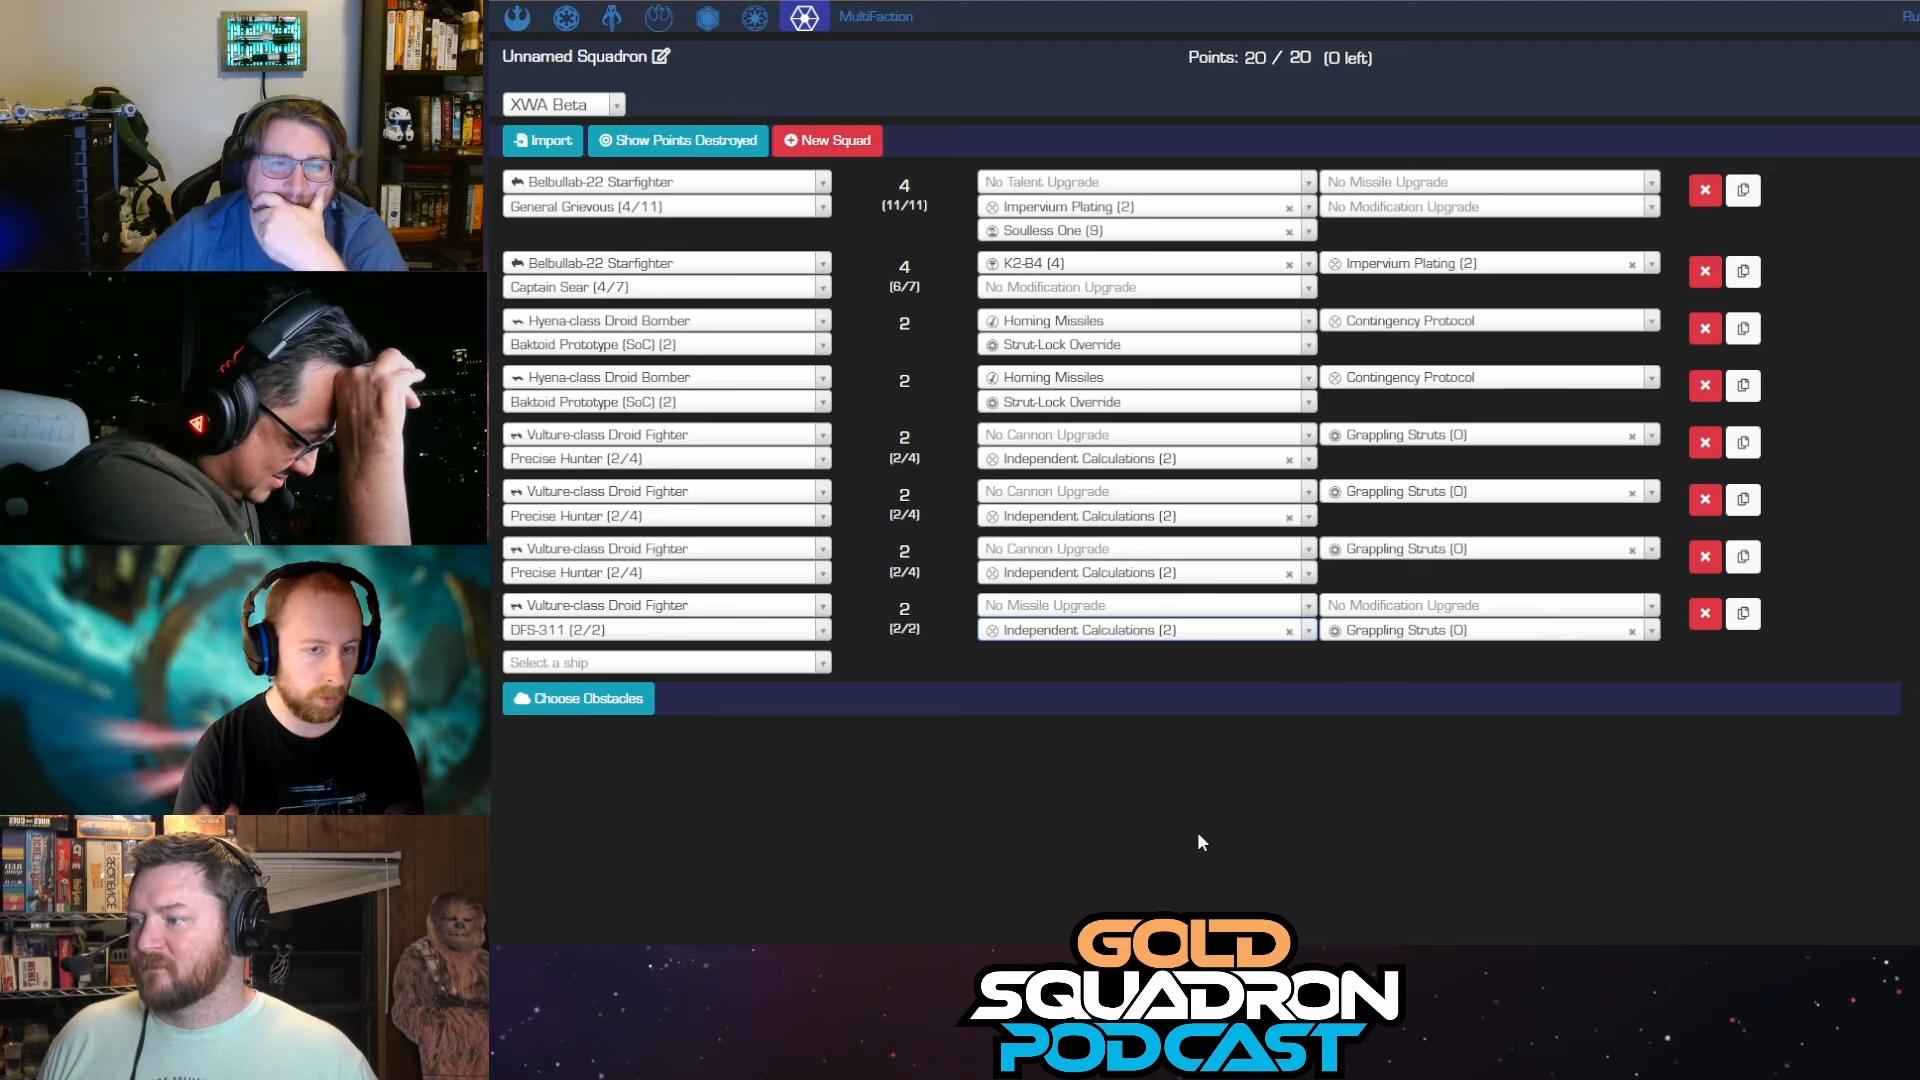 MultiFaction
Ru
Unnamed Squadron
Points: 20 / 20 (0 left)
XWA Beta
Import
Show Points Destroyed
New Squad
Belbullab-22 Starfighter
4
No Talent Upgrade
No Missile Upgrade
General Grievous (4/11)
(11/11)
Impervium Plating (2)
No Modification Upgrade
Soulless One (9)
Belbullab-22 Starfighter
4
K2-B4 (4)
Impervium Plating (2)
Captain Sear (4/7)
(6/7)
No Modification Upgrade
Hyena-class Droid Bomber
2
Homing Missiles
Contingency Protocol
Baktoid Prototype (SoC) (2)
Strut-Lock Override
Hyena-class Droid Bomber
2
Homing Missiles
Contingency Protocol
Baktoid Prototype (SoC) (2)
Strut-Lock Override
Vulture-class Droid Fighter
2
No Cannon Upgrade
Grappling Struts (0)
Precise Hunter (2/4)
(2/4)
Independent Calculations (2)
Vulture-class Droid Fighter
2
No Cannon Upgrade
Grappling Struts (0)
Precise Hunter (2/4)
(2/4)
Independent Calculations (2)
Vulture-class Droid Fighter
2
No Cannon Upgrade
Grappling Struts (0)
Precise Hunter (2/4)
(2/4)
Independent Calculations (2)
Vulture-class Droid Fighter
2
No Missile Upgrade
No Modification Upgrade
DFS-311 (2/2)
(2/2)
Independent Calculations (2)
Grappling Struts (0)
Select a ship
Choose Obstacles
GOLD
SQUADRON
PODCAST